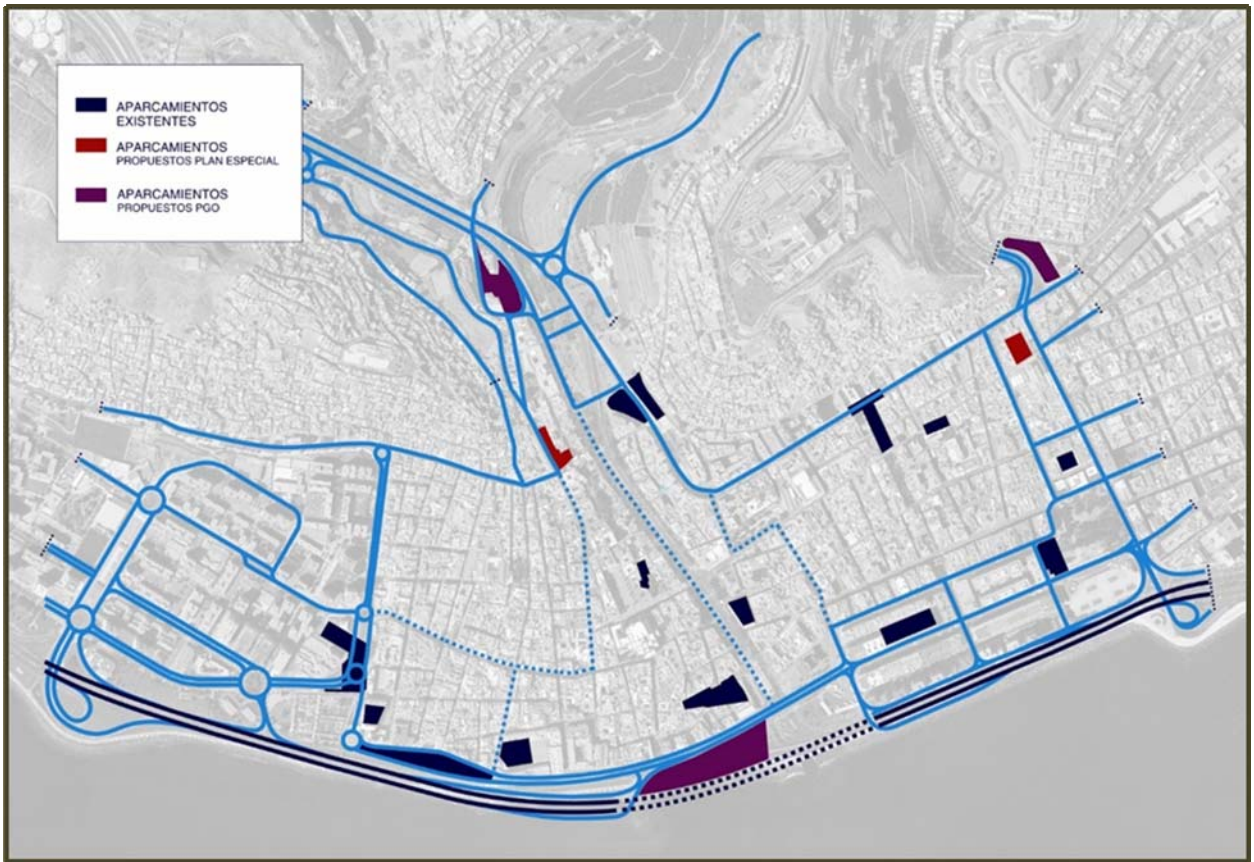 APARCAMIENTOS
EXISTENTES
APARCAMIENTOS
PROPUESTOS PLAN ESPECIAL
APARCAMIENTOS
PROPUESTOS PGO